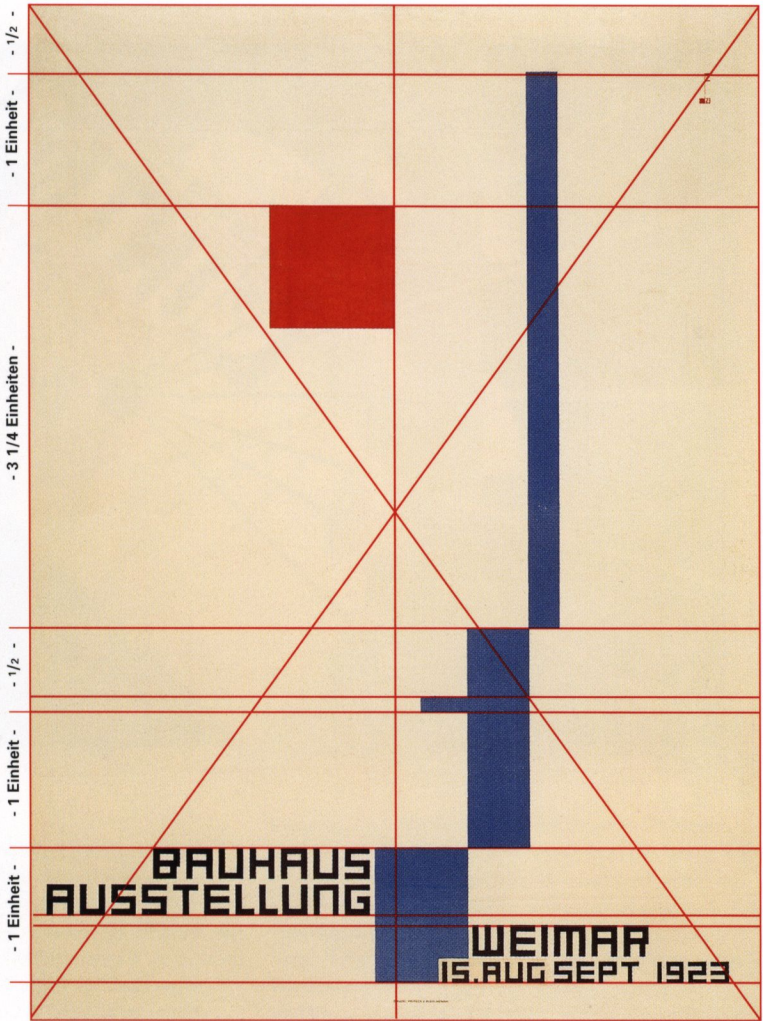 - 1/2 -
- 1 Einheit -
- 3 1/4 Einheiten -
- 1/2 -
- 1 Einheit -
- 1 Einheit -
BAUHAUS
AUSSTELLUNG
WEIMAR
15. AUG SEPT 1923